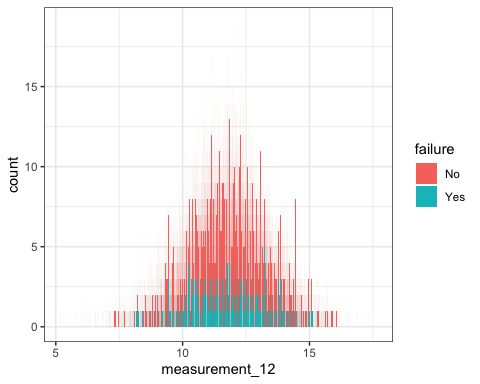 15
10
5
0
count
5 10 15
measurement_12
failure
No
Yes